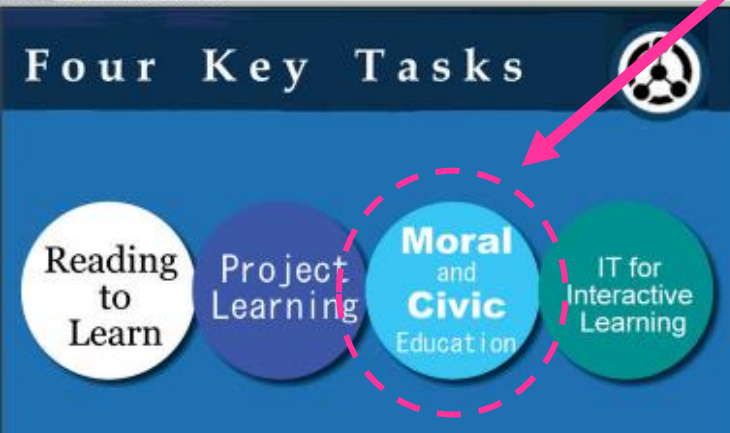 Four Key Tasks
Reading
to
Learn
Project
Learning
Moral
and
Civic
Education
IT for
Interactive
Learning